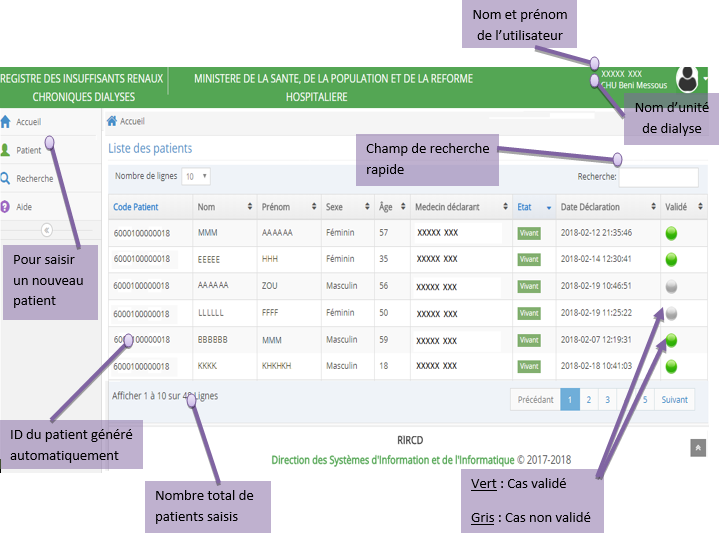 Nom et prénom
de l'utilisateur
REGISTRE DES INSUFFISANTS RENAUX
CHRONIQUES DIALYSES
MINISTERE DE LA SANTE, DE LA POPULATION ET DE LA REFORME
HOSPITALIERE
XXXXX XXX
CHU Beni Messous
Nom d'unité
de dialyse
Accueil
Patient
Recherche
Aide
Accueil
Liste des patients
Champ de recherche
rapide
Nombre de lignes 10
Recherche:
Code Patient Nom Prénom Sexe Âge Medecin déclarant Etat Date Déclaration Validé
6000100000018 MMM AAAAAA Féminin 57 XXXXX XXX Vivant 2018-02-12 21:35:46
6000100000018 EEEEE HHH Féminin 35 XXXXX XXX Vivant 2018-02-14 12:30:41
6000100000018 AAAAAA ZOU Masculin 56 XXXXX XXX Vivant 2018-02-19 10:46:51
6000100000018 LLLLLL FFFF Féminin 50 XXXXX XXX Vivant 2018-02-19 11:25:22
6000100000018 BBBBBB MMM Masculin 59 XXXXX XXX Vivant 2018-02-07 12:19:31
6000100000018 KKKK KHKHKH Masculin 18 XXXXX XXX Vivant 2018-02-18 10:41:03
Pour saisir
un nouveau
patient
Afficher 1 à 10 sur Lignes
Précédant 1 2 3 5 Suivant
ID du patient généré
automatiquement
RIRCD
Direction des Systèmes d'Information et de l'Informatique © 2017-2018
Nombre total de
patients saisis
Vert : Cas validé
Gris : Cas non validé